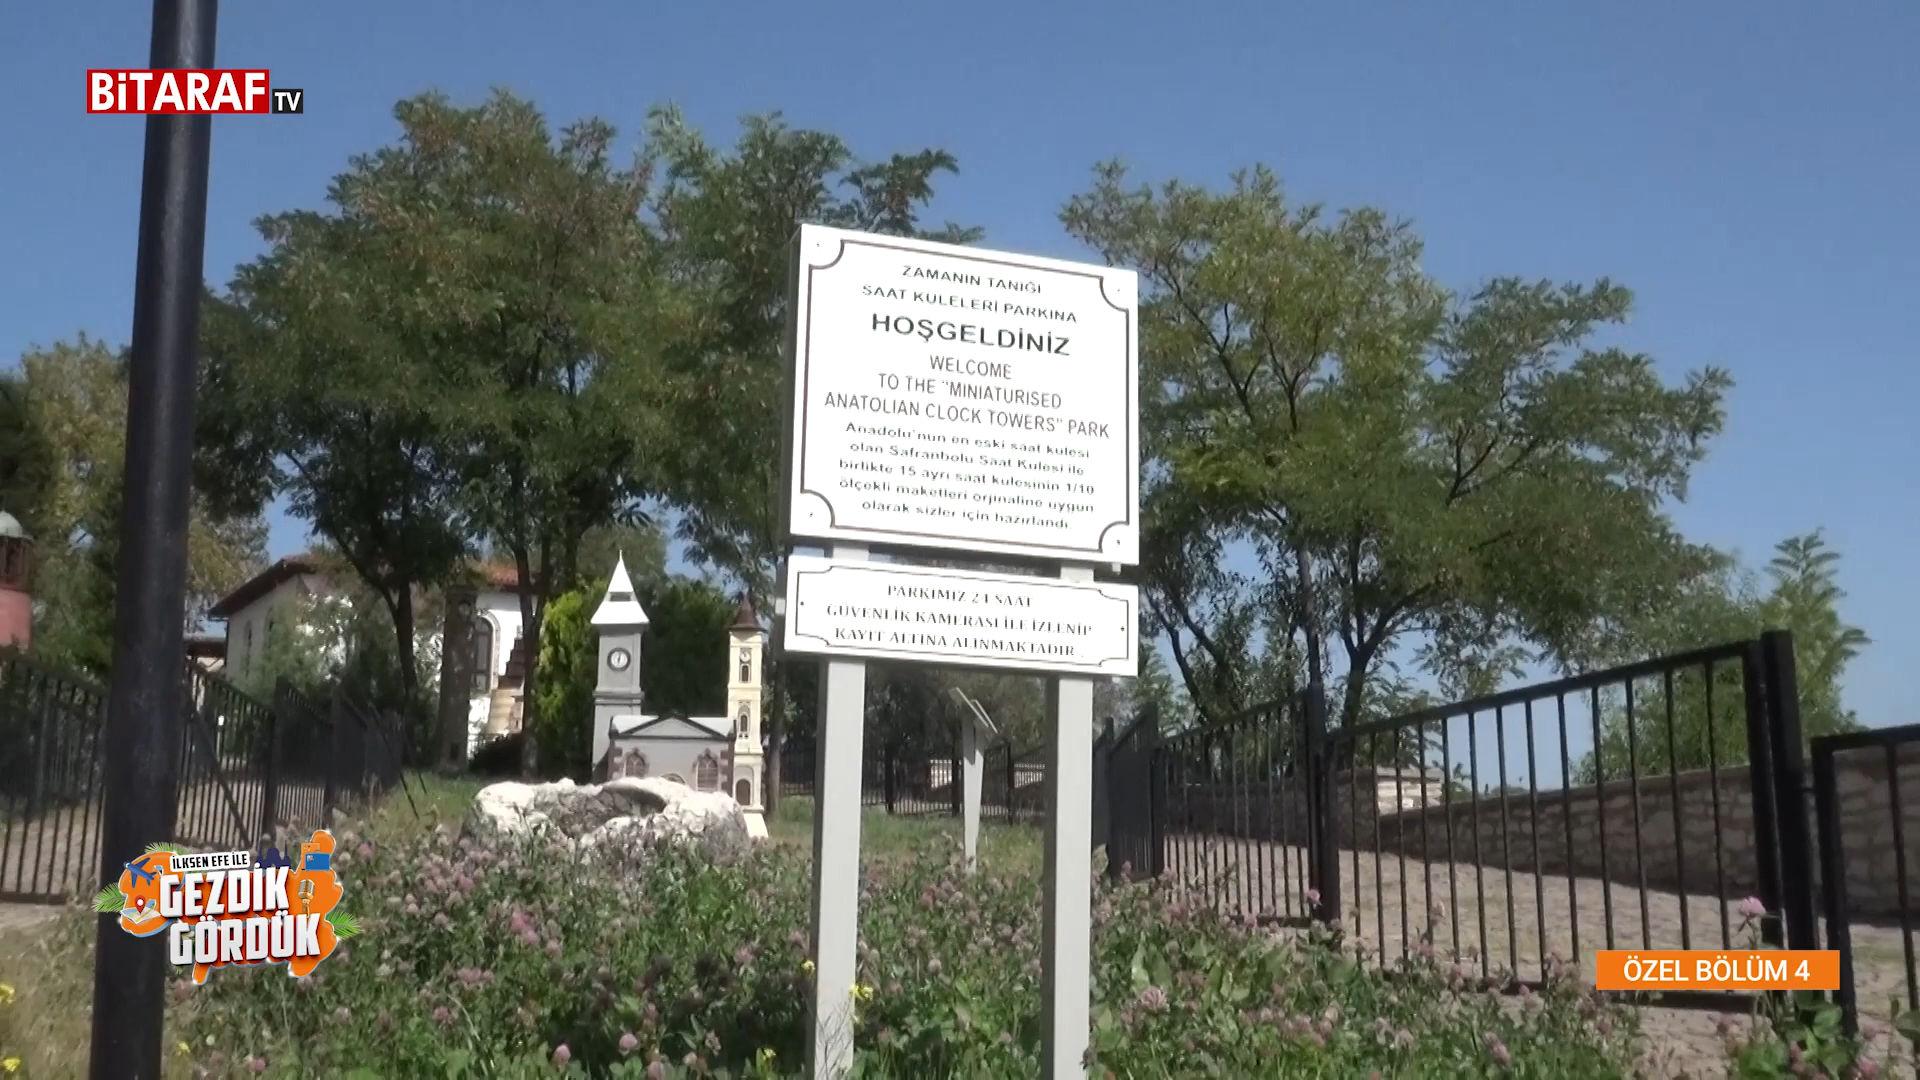 BİTARAF TV
ZAMANIN TANIĞI
SAAT KULELERİ PARKINA
HOŞGELDİNİZ
WELCOME
TO THE "MINIATURISED
ANATOLIAN CLOCK TOWERS" PARK
Anadolu'nun en eski saat kulesi
olan Safranbolu Saat Kulesi ile
birlikte 15 ayrı saat kulesinin 1/10
ölçekli maketleri orjinaline uygun
olarak sizler için hazırlandı.
PARKIMIZ 24 SAAT
GÜVENLİK KAMERASI İLE İZLENİP
KAYIT ALTINA ALINMAKTADIR.
İLKSEN EFE İLE
GEZDİK
GÖRDÜK
ÖZEL BÖLÜM 4